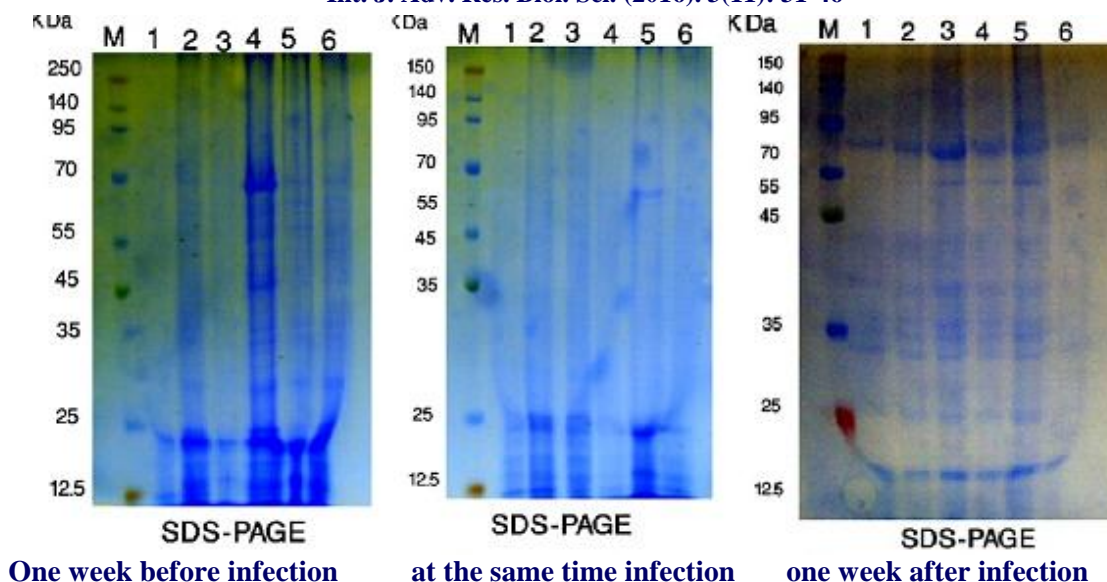 Int. J. Adv. Res. Biol. Sci. (2016). 3(11): 31-40
KDa M 1 2 3 4 5 6
250
140
95
70
55
45
35
25
12.5
SDS-PAGE
One week before infection
KDa M 1 2 3 4 5 6
150
140
95
70
55
45
35
25
12.5
SDS-PAGE
at the same time infection
KDa M 1 2 3 4 5 6
150
140
95
70
55
45
35
25
12.5
SDS-PAGE
one week after infection